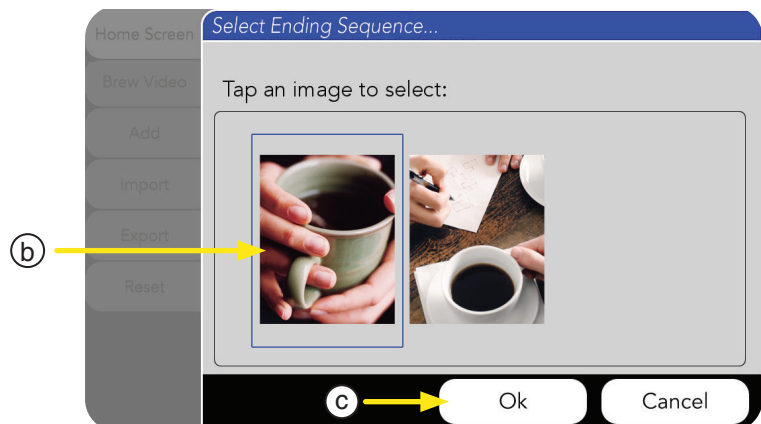 Select Ending Sequence...
Home Screen
Brew Video
Add
Import
Export
Reset
Tap an image to select:
b
c
Ok
Cancel